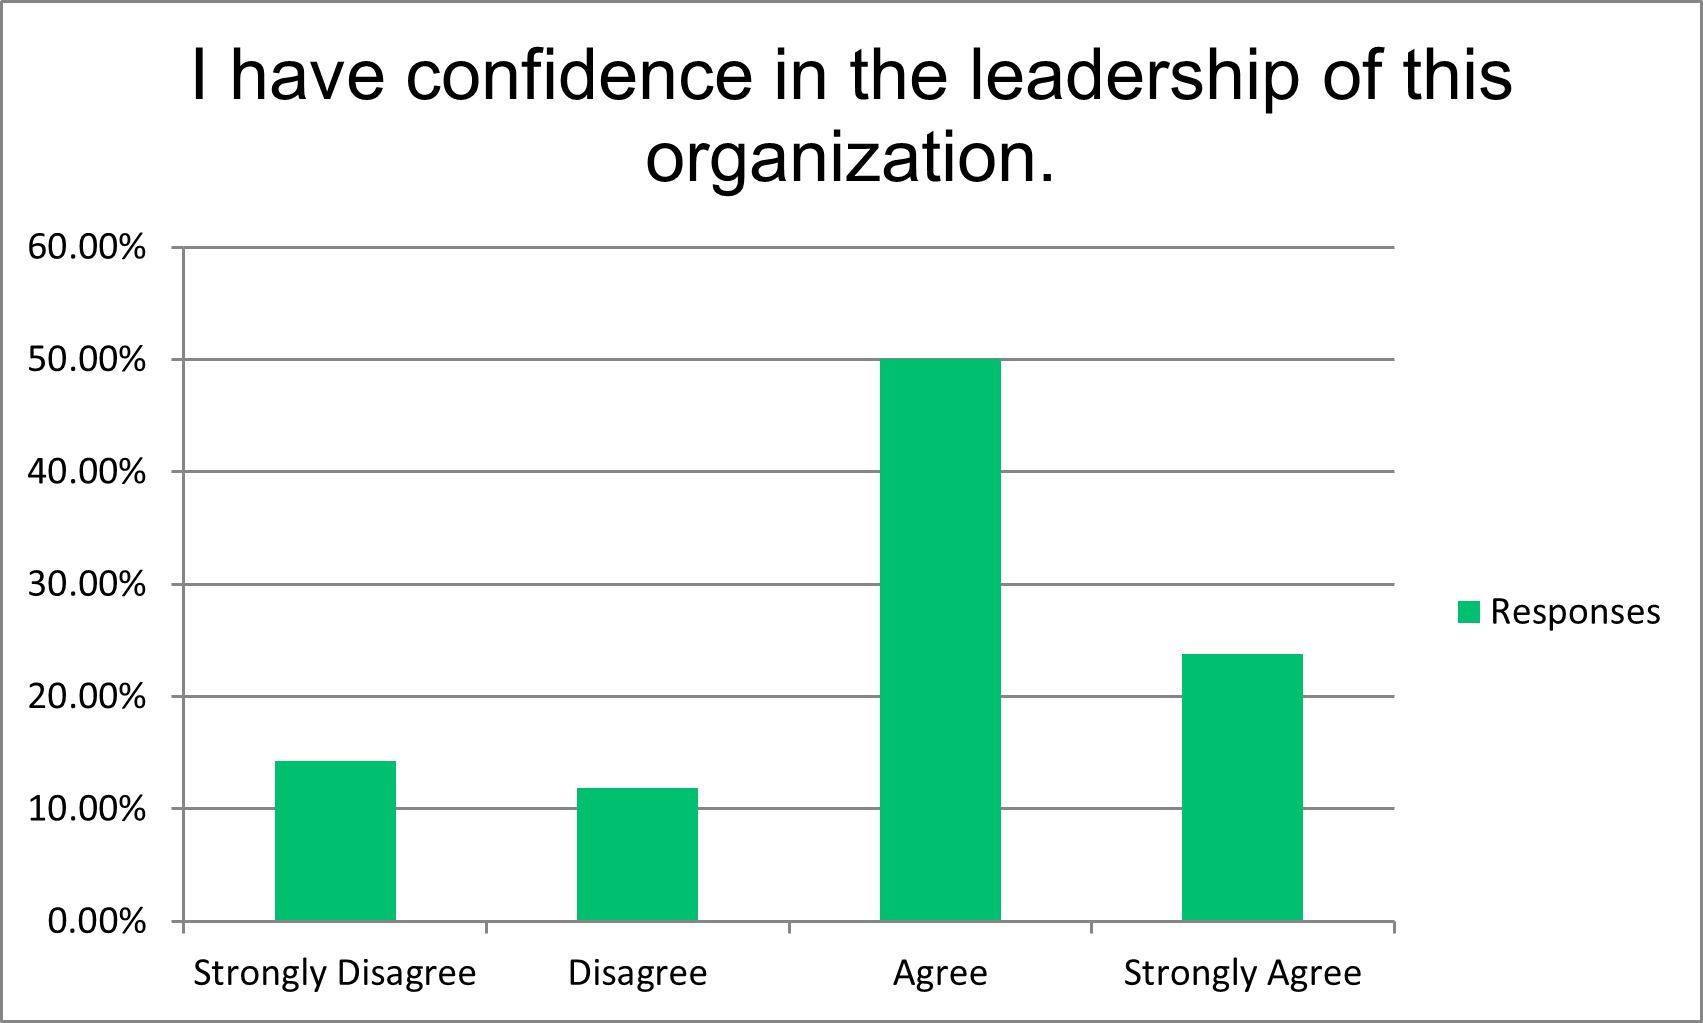 I have confidence in the leadership of this
organization.
60.00%
50.00%
40.00%
30.00%
20.00%
10.00%
0.00%
Strongly Disagree
Disagree
Agree
Strongly Agree
Responses